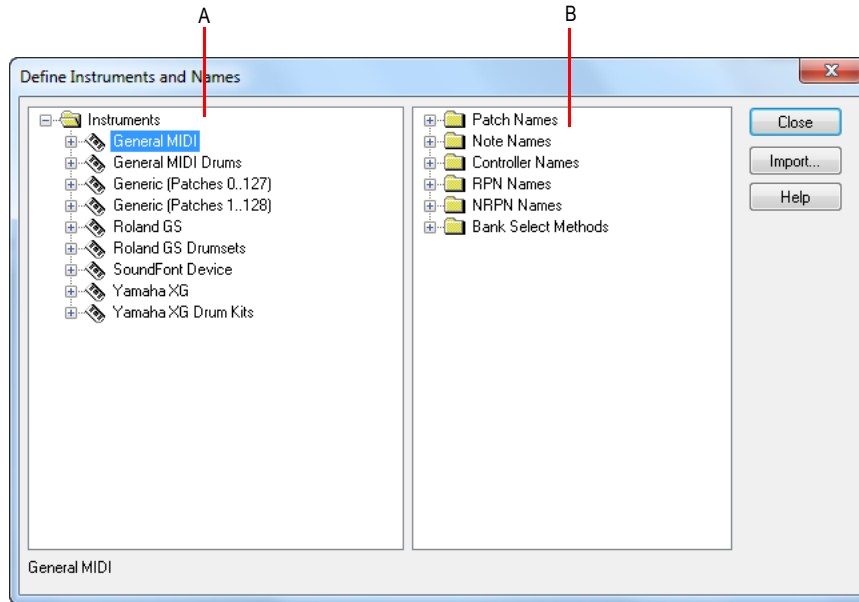 A
B
Define Instruments and Names
Instruments
General MIDI
General MIDI Drums
Generic (Patches 0..127)
Generic (Patches 1..128)
Roland GS
Roland GS Drumsets
SoundFont Device
Yamaha XG
Yamaha XG Drum Kits
Patch Names
Note Names
Controller Names
RPN Names
NRPN Names
Bank Select Methods
Close
Import...
Help
General MIDI